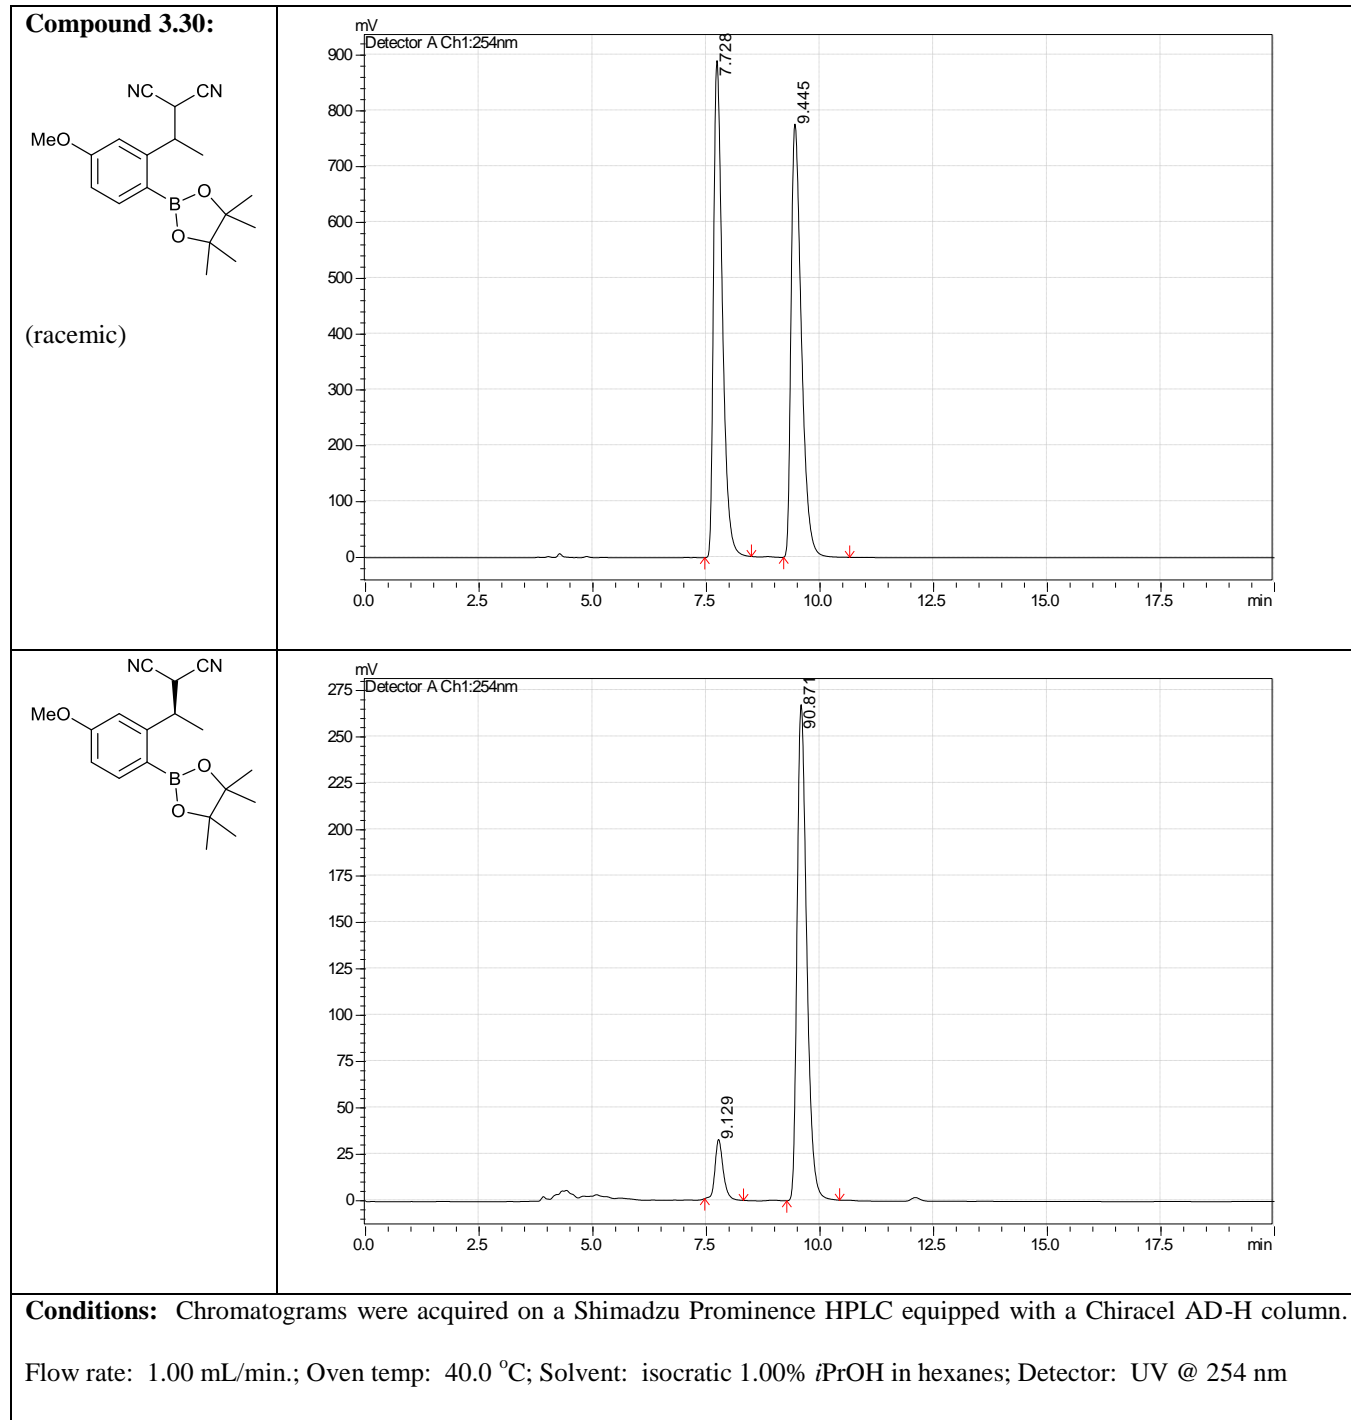 Compound 3.30:
NC CN
MeO
B O
O
(racemic)
mV
Detector A Ch1:254nm
900
800
700
600
500
400
300
200
100
0
7.728
9.445
0.0 2.5 5.0 7.5 10.0 12.5 15.0 17.5 min
NC CN
MeO
B O
O
mV
Detector A Ch1:254nm
275
250
225
200
175
150
125
100
75
50
25
0
9.129
90.871
0.0 2.5 5.0 7.5 10.0 12.5 15.0 17.5 min
Conditions: Chromatograms were acquired on a Shimadzu Prominence HPLC equipped with a Chiracel AD-H column.
Flow rate: 1.00 mL/min.; Oven temp: 40.0 °C; Solvent: isocratic 1.00% iPrOH in hexanes; Detector: UV @ 254 nm